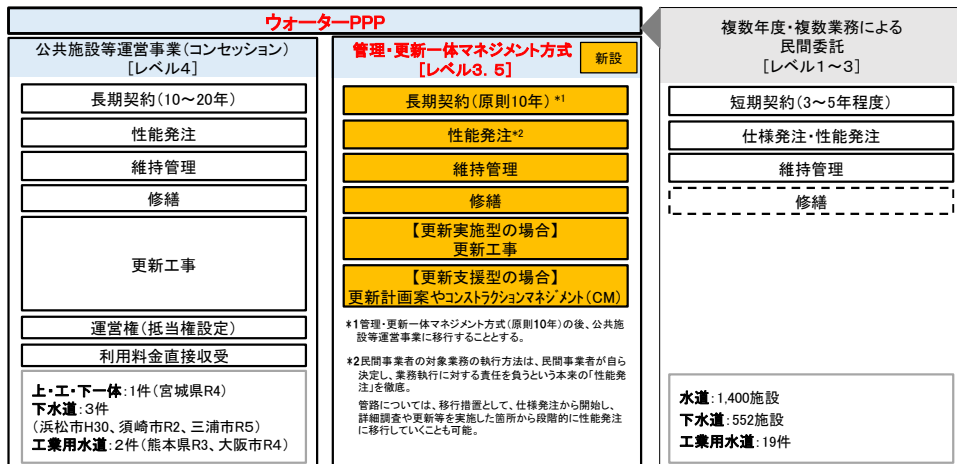 ウォーターPPP
公共施設等運営事業(コンセッション)
[レベル4]
長期契約(10～20年)
性能発注
維持管理
修繕
更新工事
運営権(抵当権設定)
利用料金直接収受
上・工・下一体:1件(宮城県R4)
下水道:3件
(浜松市H30、須崎市R2、三浦市R5)
工業用水道:2件(熊本県R3、大阪市R4)
管理・更新一体マネジメント方式
[レベル3．5]
新設
長期契約(原則10年) *1
性能発注*2
維持管理
修繕
【更新実施型の場合】
更新工事
【更新支援型の場合】
更新計画案やコンストラクションマネジメント(CM)
*1管理・更新一体マネジメント方式(原則10年)の後、公共施
設等運営事業に移行することとする。
*2民間事業者の対象業務の執行方法は、民間事業者が自ら
決定し、業務執行に対する責任を負うという本来の「性能発
注」を徹底。
管路については、移行措置として、仕様発注から開始し、
詳細調査や更新等を実施した箇所から段階的に性能発注
に移行していくことも可能。
複数年度・複数業務による
民間委託
[レベル1～3]
短期契約(3～5年程度)
仕様発注・性能発注
維持管理
修繕
水道:1,400施設
下水道:552施設
工業用水道:19件